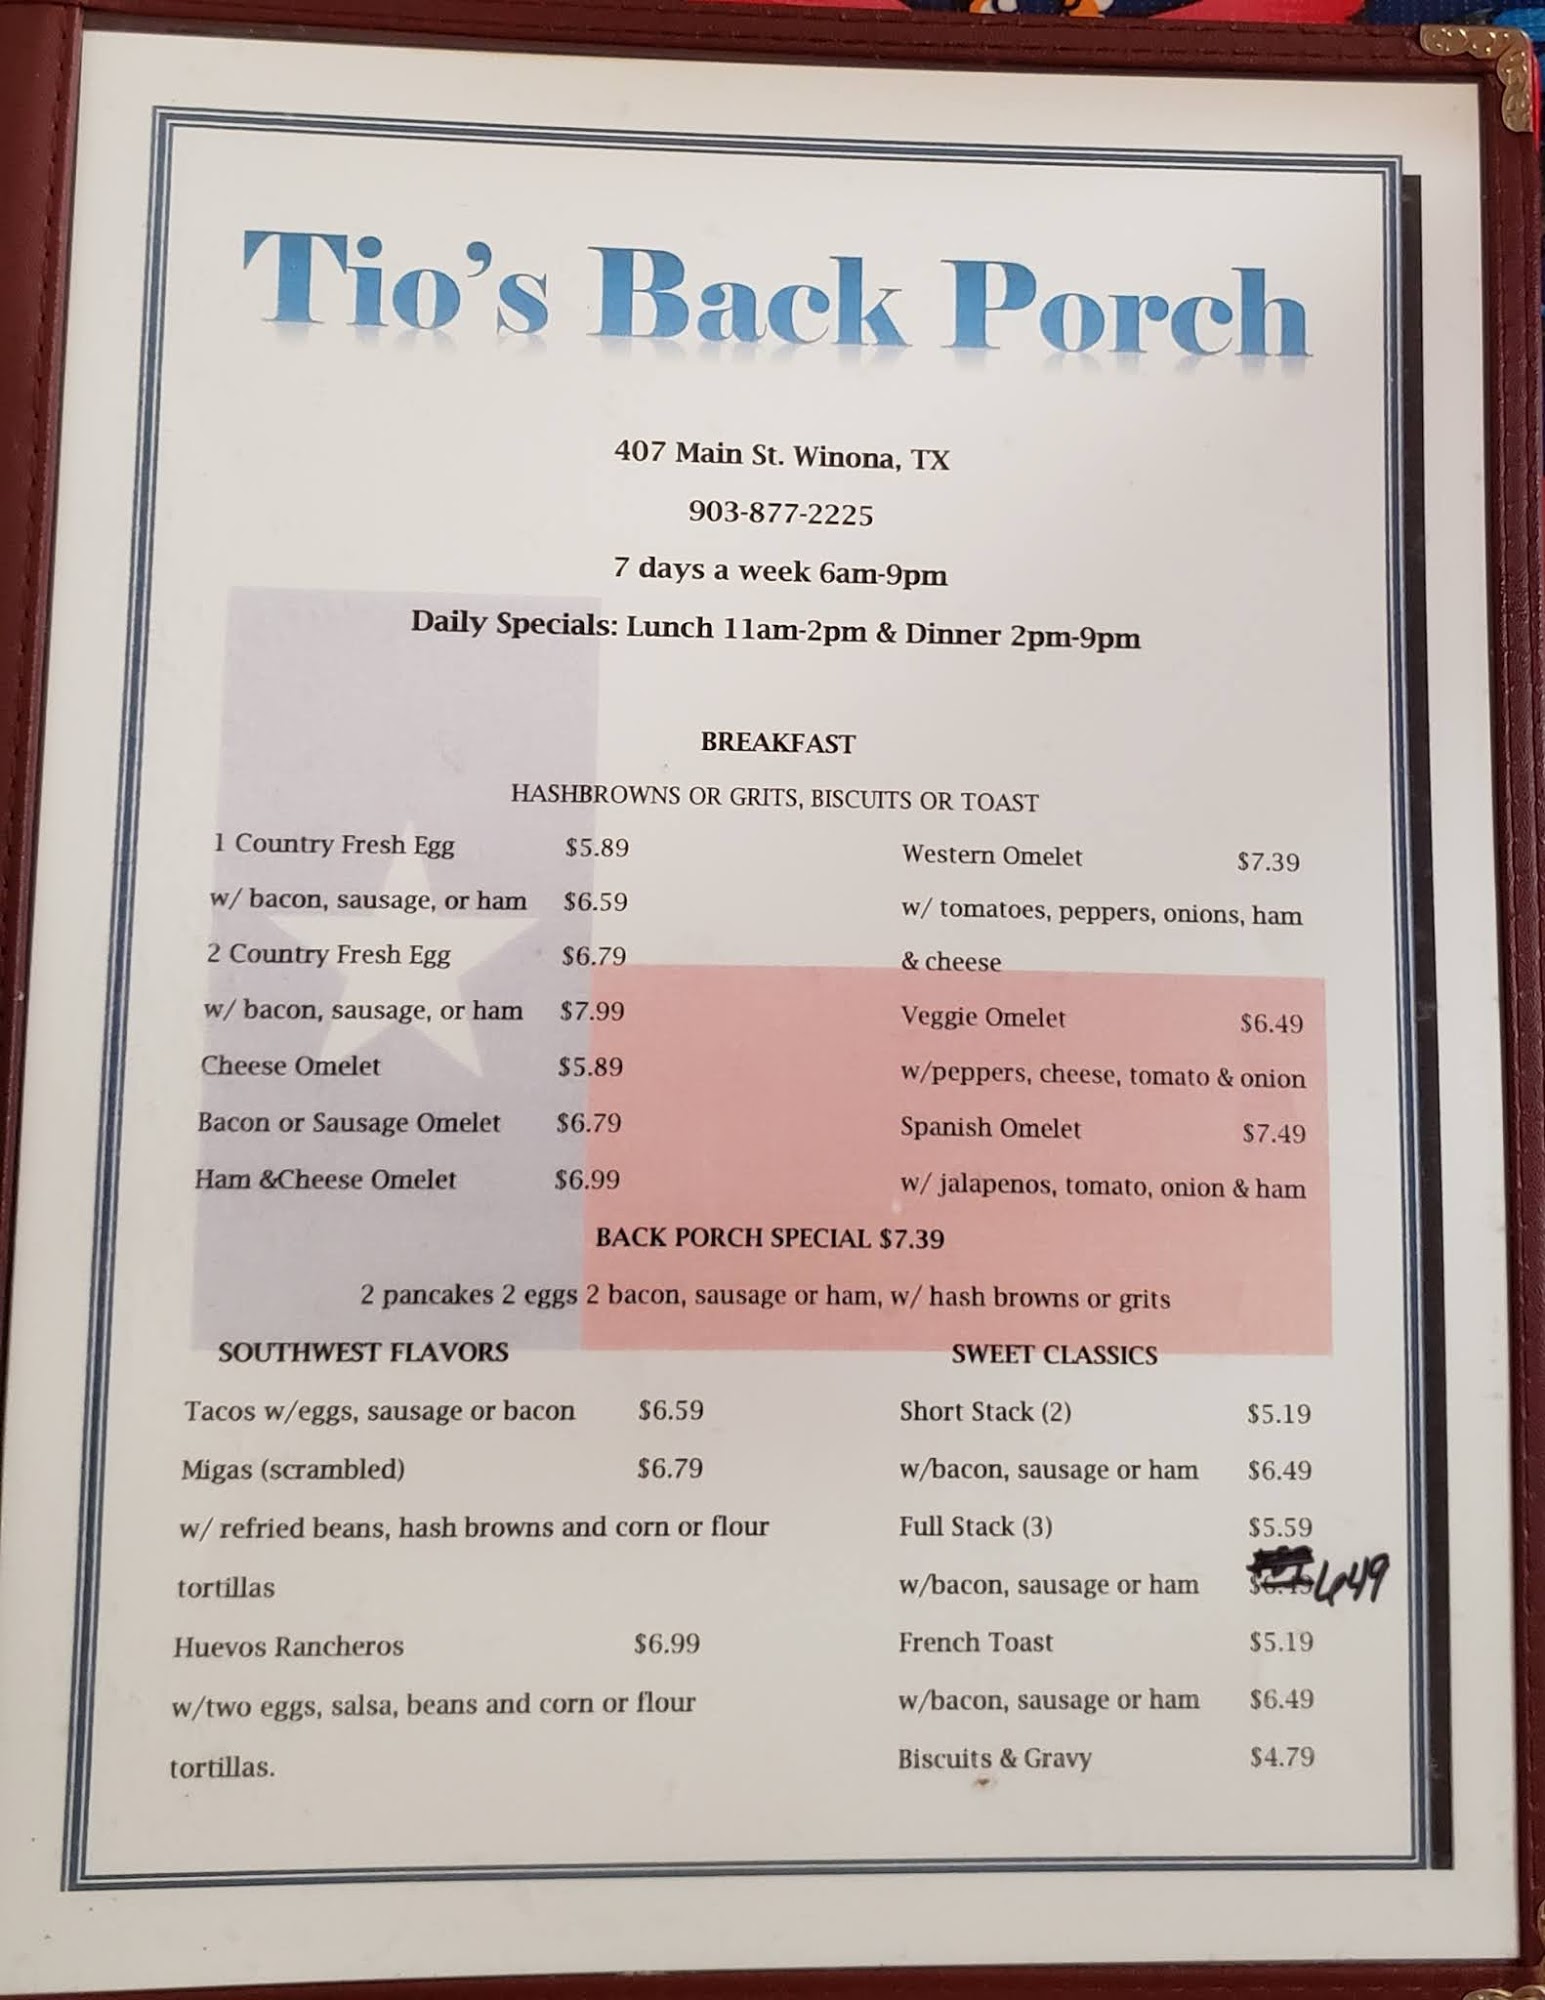 Tio's Back Porch
407 Main St. Winona, TX
903-877-2225
7 days a week 6am-9pm
Daily Specials: Lunch 11am-2pm & Dinner 2pm-9pm
BREAKFAST
HASHBROWNS OR GRITS, BISCUITS OR TOAST
1 Country Fresh Egg $5.89
w/ bacon, sausage, or ham $6.59
2 Country Fresh Egg $6.79
w/ bacon, sausage, or ham $7.99
Cheese Omelet $5.89
Bacon or Sausage Omelet $6.79
Ham &Cheese Omelet $6.99
Western Omelet $7.39
w/ tomatoes, peppers, onions, ham
& cheese
Veggie Omelet $6.49
w/peppers, cheese, tomato & onion
Spanish Omelet $7.49
w/ jalapenos, tomato, onion & ham
BACK PORCH SPECIAL $7.39
2 pancakes 2 eggs 2 bacon, sausage or ham, w/ hash browns or grits
SOUTHWEST FLAVORS
Tacos w/eggs, sausage or bacon $6.59
Migas (scrambled) $6.79
w/ refried beans, hash browns and corn or flour
tortillas
Huevos Rancheros $6.99
w/two eggs, salsa, beans and corn or flour
tortillas.
SWEET CLASSICS
Short Stack (2) $5.19
w/bacon, sausage or ham $6.49
Full Stack (3) $5.59
w/bacon, sausage or ham 649
French Toast $5.19
w/bacon, sausage or ham $6.49
Biscuits & Gravy $4.79